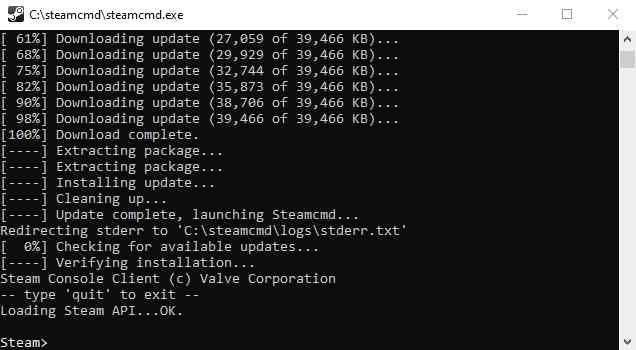 C:\steamcmd\steamcmd.exe
[ 61%] Downloading update (27,059 of 39,466 KB)...
[ 68%] Downloading update (29,929 of 39,466 KB)...
[ 75%] Downloading update (32,744 of 39,466 KB)...
[ 82%] Downloading update (35,873 of 39,466 KB)...
[ 90%] Downloading update (38,706 of 39,466 KB)...
[ 98%] Downloading update (39,466 of 39,466 KB)...
[100%] Download complete.
[----] Extracting package...
[----] Extracting package...
[----] Installing update...
[----] Cleaning up...
[----] Update complete, launching Steamcmd...
Redirecting stderr to 'C:\steamcmd\logs\stderr.txt'
[  0%] Checking for available updates...
[----] Verifying installation...
Steam Console Client (c) Valve Corporation
-- type 'quit' to exit --
Loading Steam API...OK.
Steam>